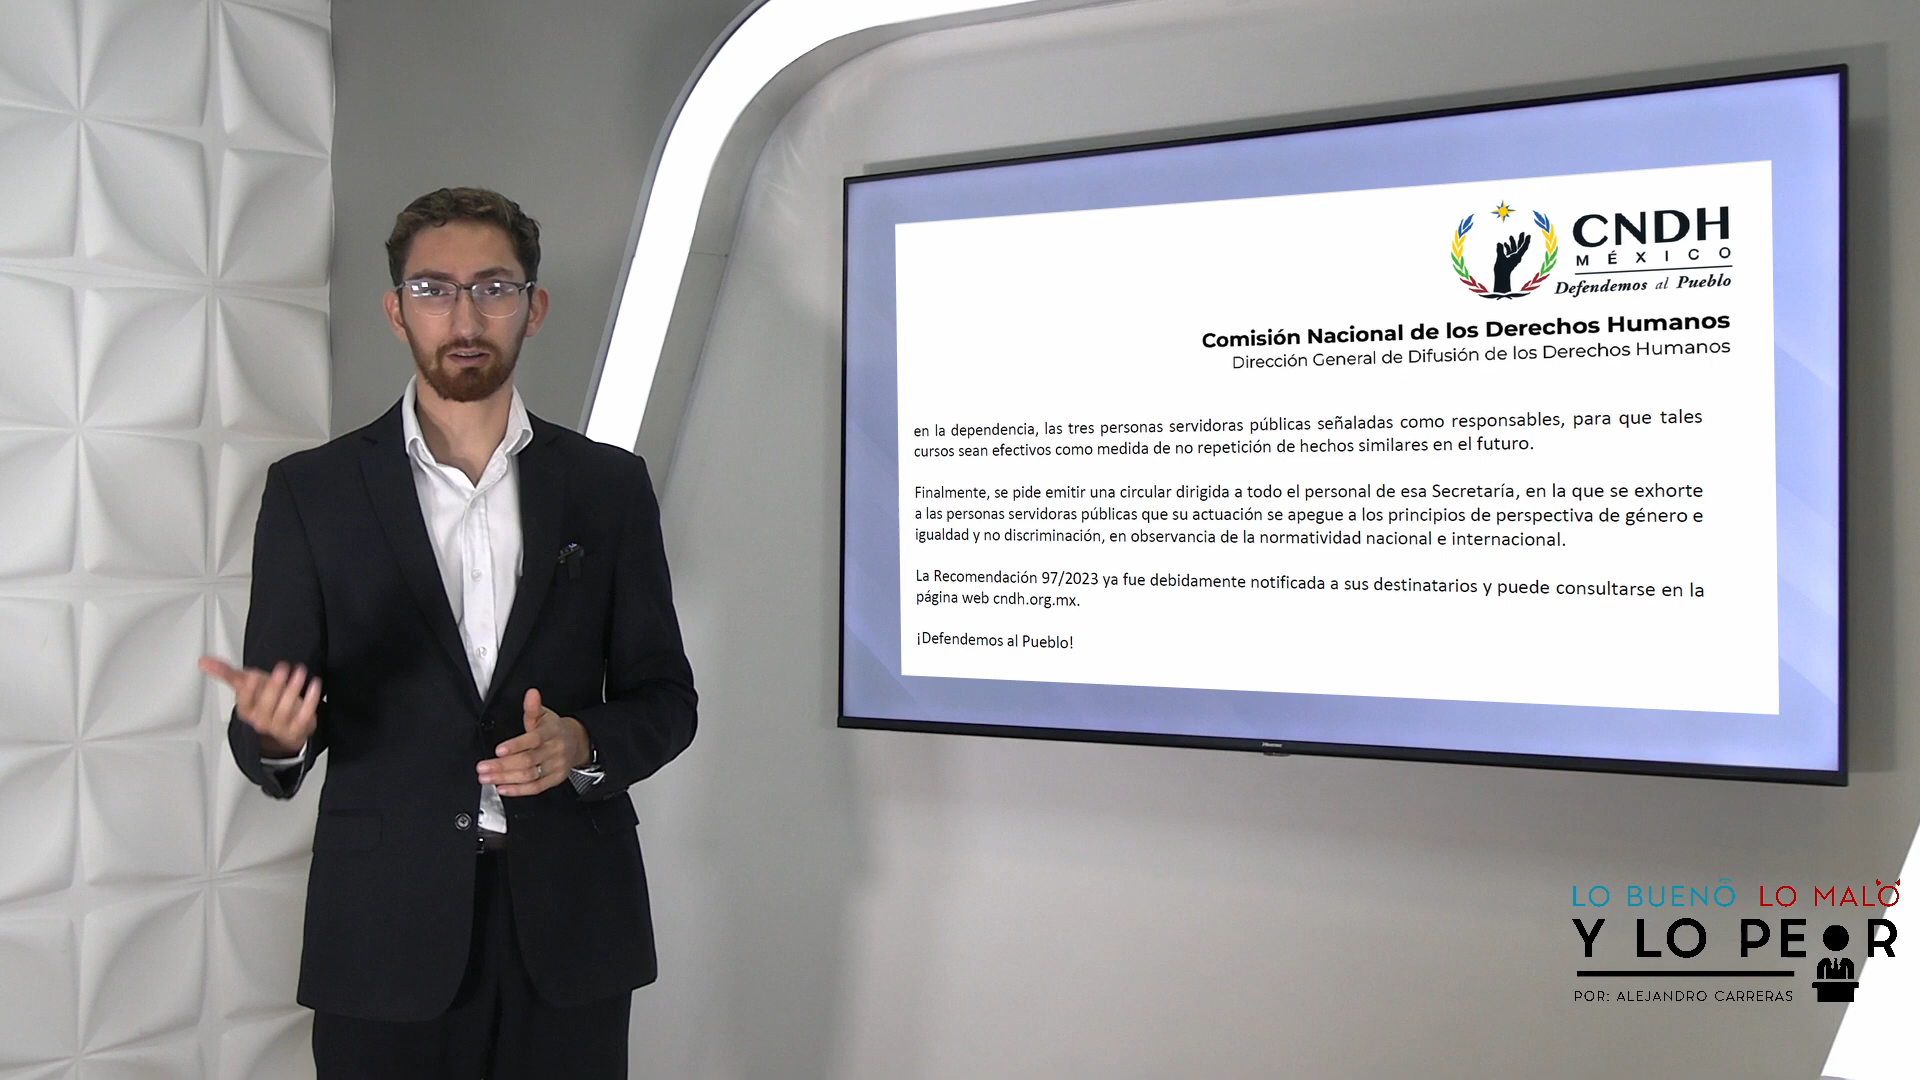 CNDH
MÉXICO
Defendemos al Pueblo
Comisión Nacional de los Derechos Humanos
Dirección General de Difusión de los Derechos Humanos
en la dependencia, las tres personas servidoras públicas señaladas como responsables, para que tales
cursos sean efectivos como medida de no repetición de hechos similares en el futuro.
Finalmente, se pide emitir una circular dirigida a todo el personal de esa Secretaría, en la que se exhorte
a las personas servidoras públicas que su actuación se apegue a los principios de perspectiva de género e
igualdad y no discriminación, en observancia de la normatividad nacional e internacional.
La Recomendación 97/2023 ya fue debidamente notificada a sus destinatarios y puede consultarse en la
página web cndh.org.mx.
¡Defendemos al Pueblo!
Hisense
LO BUENO LO MALO
Y LO PEOR
POR: ALEJANDRO CARRERAS